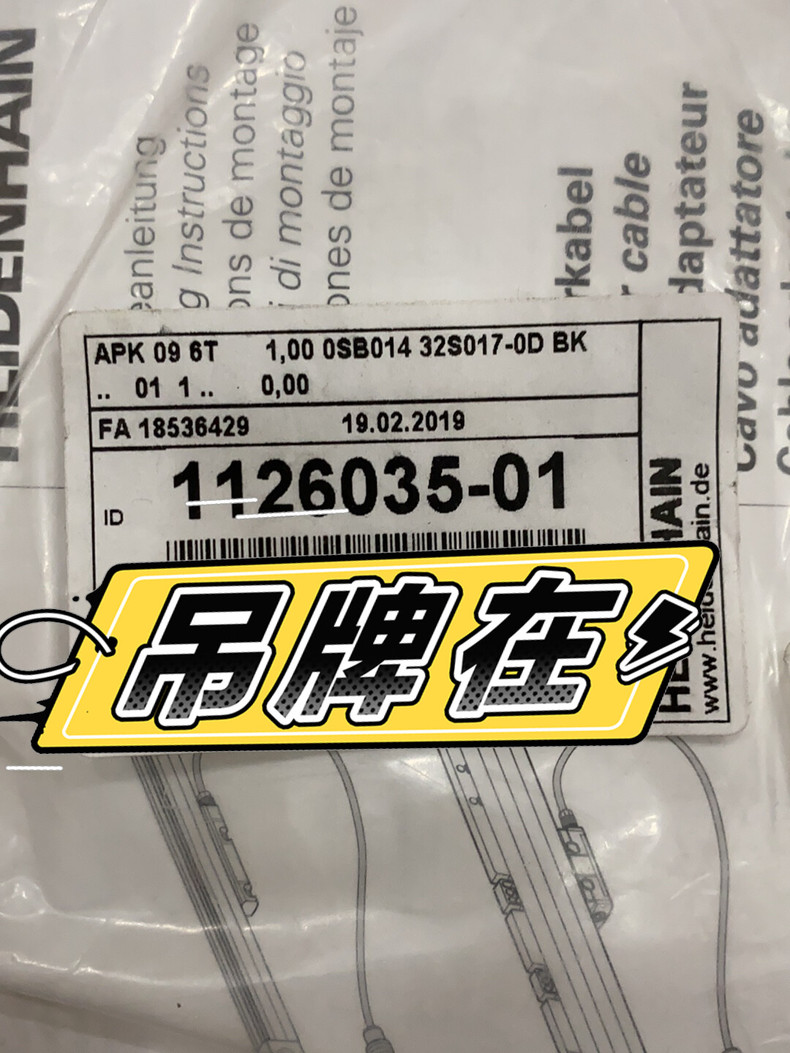 HEIDENHAIN
eanleitung
g Instructions
ons de montage
i di montaggio
ones de montaje
rkabel
r cable
daptateur
Cavo adattatore
APK 09 6T 1,00 0SB014 32S017-0D BK
.. 01 1 .. 0,00
FA 18536429 19.02.2019
ID 1126035-01
www.heid
ain.de
吊牌在